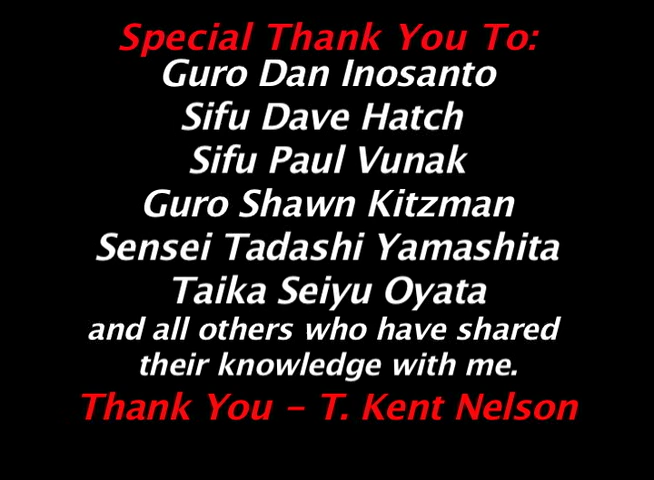 Special Thank You To:
Guro Dan Inosanto
Sifu Dave Hatch
Sifu Paul Vunak
Guro Shawn Kitzman
Sensei Tadashi Yamashita
Taika Seiyu Oyata
and all others who have shared
their knowledge with me.
Thank You - T. Kent Nelson